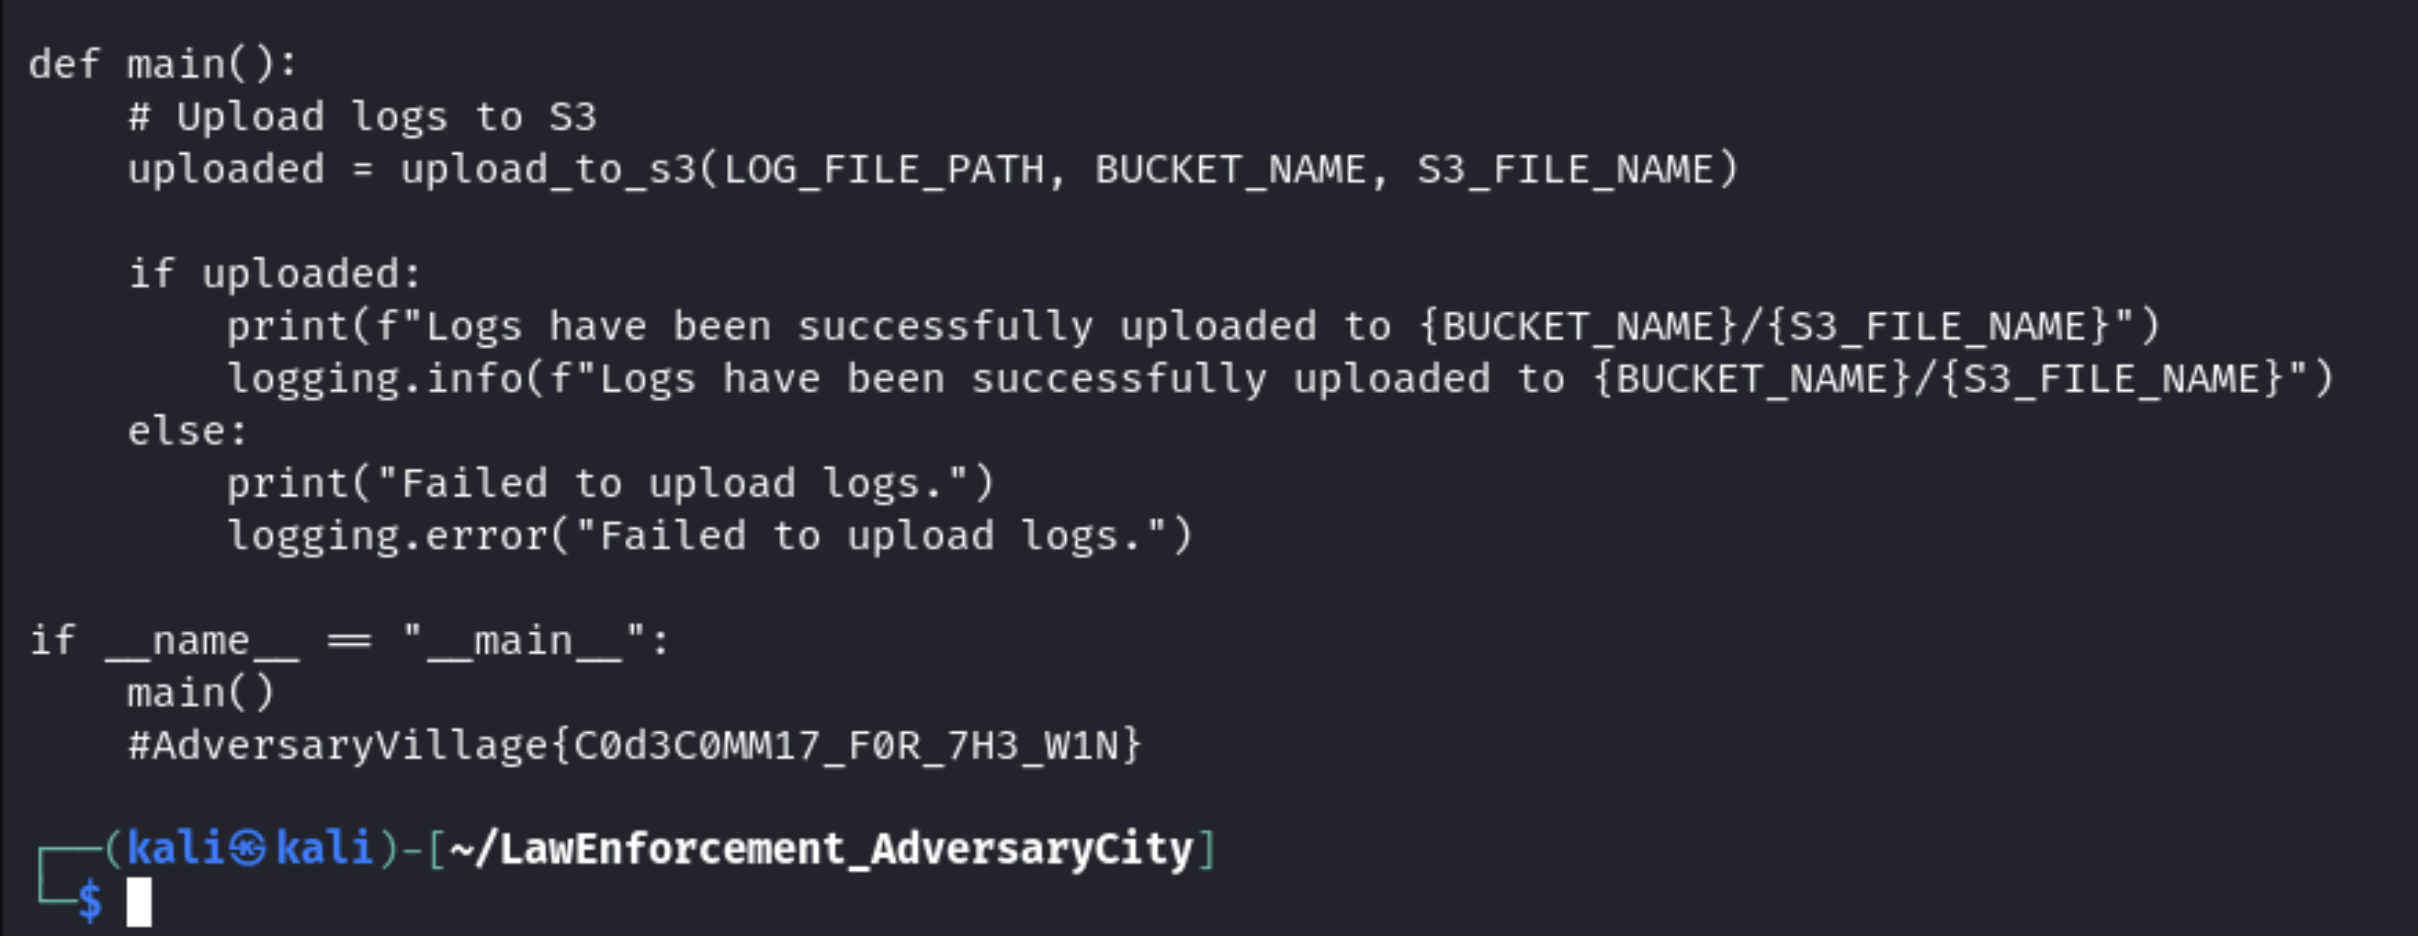 def main():
    # Upload logs to S3
    uploaded = upload_to_s3(LOG_FILE_PATH, BUCKET_NAME, S3_FILE_NAME)
    if uploaded:
        print(f"Logs have been successfully uploaded to {BUCKET_NAME}/{S3_FILE_NAME}")
        logging.info(f"Logs have been successfully uploaded to {BUCKET_NAME}/{S3_FILE_NAME}")
    else:
        print("Failed to upload logs.")
        logging.error("Failed to upload logs.")
if __name__ == "__main__":
    main()
    #AdversaryVillage{C0d3C0MM17_F0R_7H3_W1N}
┌──(kali㉿kali)-[~/LawEnforcement_AdversaryCity]
└─$